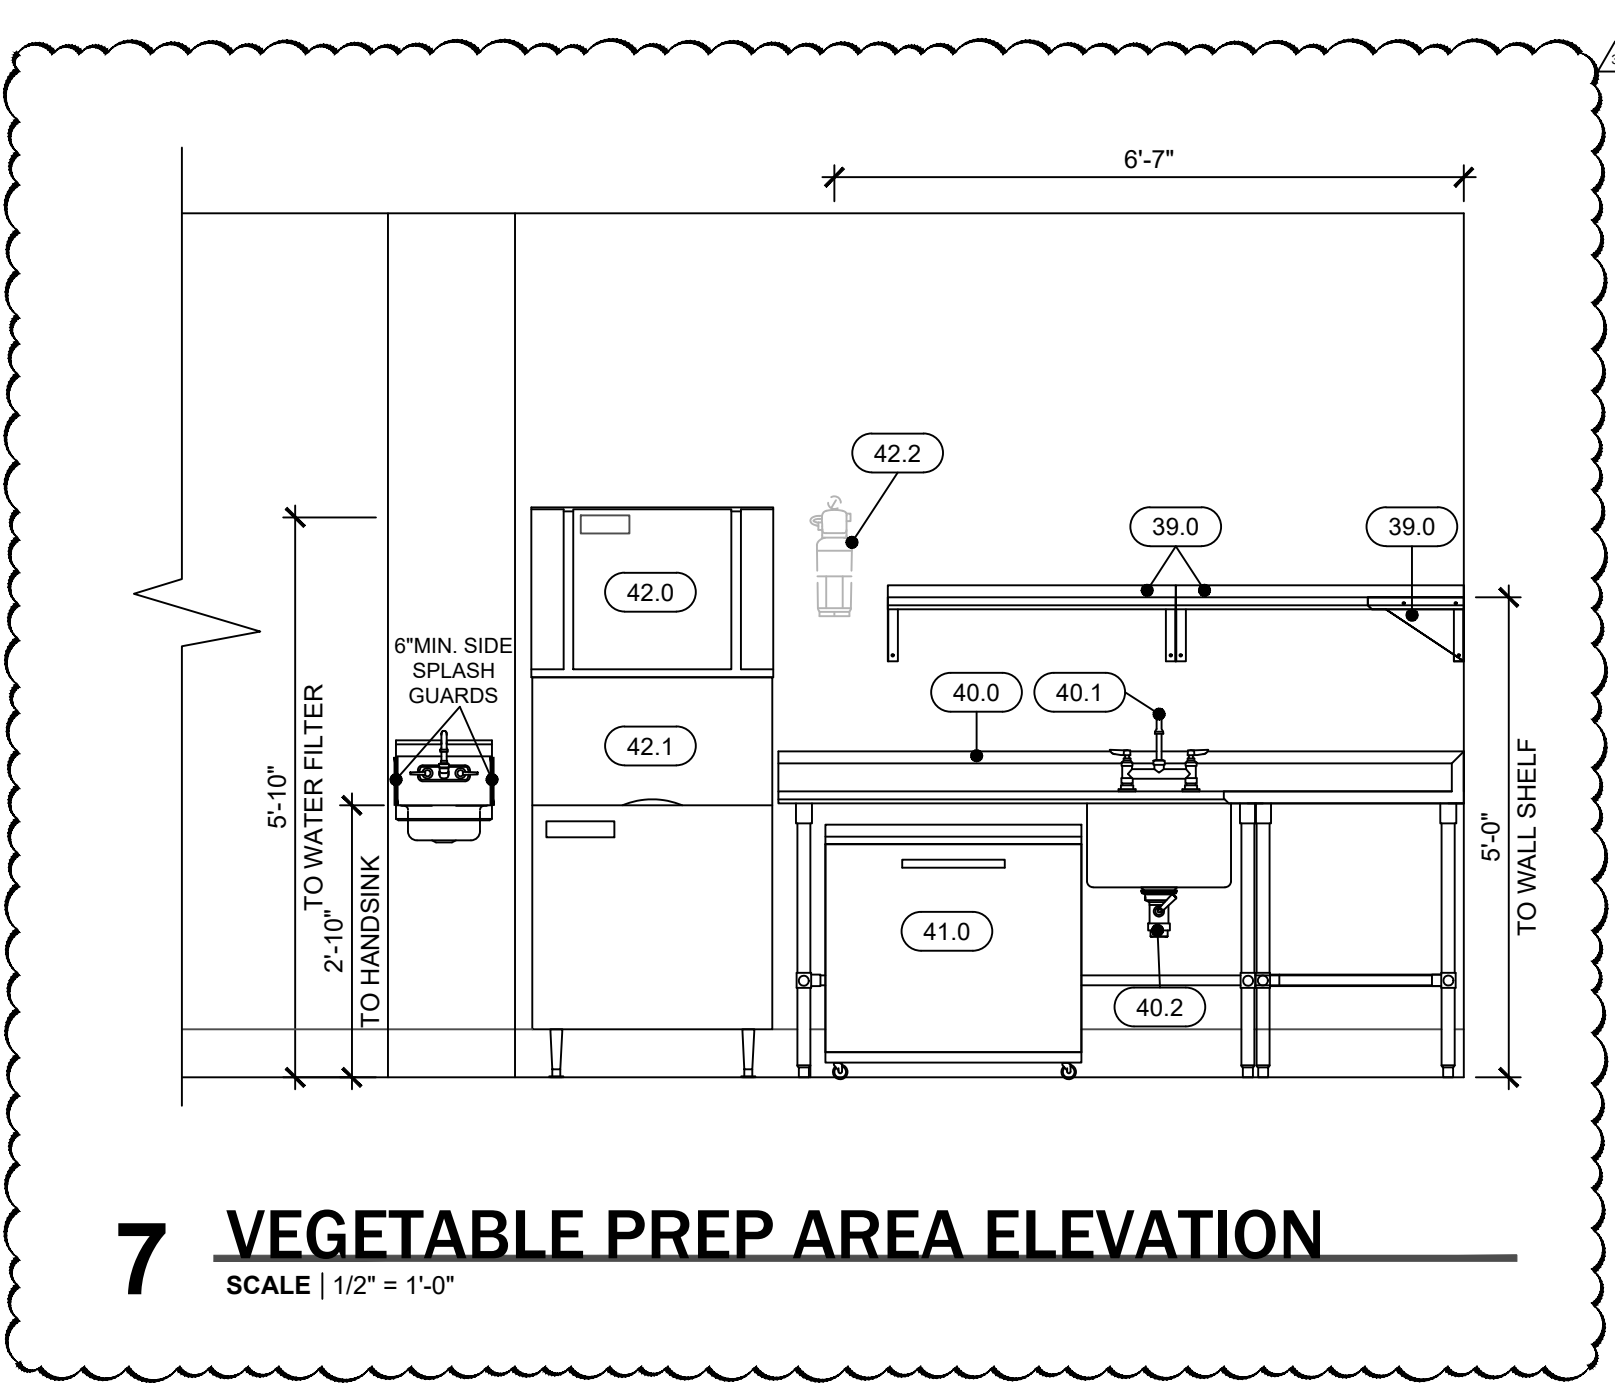 3
6'-7"
42.2
39.0
39.0
42.0
6"MIN. SIDE
SPLASH
GUARDS
40.0
40.1
42.1
5'-10"
TO WATER FILTER
2'-10"
TO HANDSINK
41.0
40.2
5'-0"
TO WALL SHELF
7
VEGETABLE PREP AREA ELEVATION
SCALE | 1/2" = 1'-0"